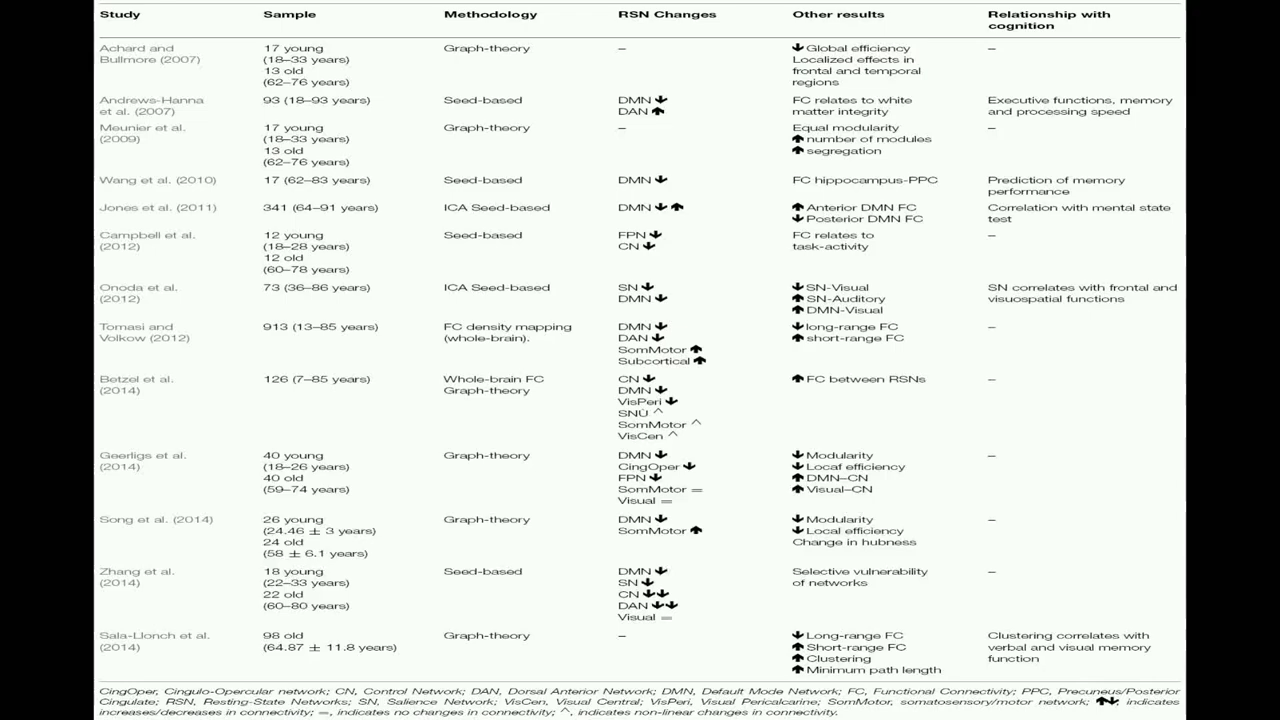 Study Sample Methodology RSN Changes Other results Relationship with
cognition
Achard and 17 young Graph-theory – 🡇 Global efficiency –
Bullmore (2007) (18–33 years) Localized effects in
13 old frontal and temporal
(62–76 years) regions
Andrews-Hanna 93 (18–93 years) Seed-based DMN 🡇 FC relates to white Executive functions, memory
et al. (2007) DAN 🡅 matter integrity and processing speed
Meunier et al. 17 young Graph-theory – Equal modularity –
(2009) (18–33 years) 🡅 number of modules
13 old 🡅 segregation
(62–76 years)
Wang et al. (2010) 17 (62–83 years) Seed-based DMN 🡇 FC hippocampus-PPC Prediction of memory
performance
Jones et al. (2011) 341 (64–91 years) ICA Seed-based DMN 🡇 🡅 🡅 Anterior DMN FC Correlation with mental state
🡇 Posterior DMN FC test
Campbell et al. 12 young Seed-based FPN 🡇 FC relates to –
(2012) (18–28 years) CN 🡇 task-activity
12 old
(60–78 years)
Onoda et al. 73 (36–86 years) ICA Seed-based SN 🡇 🡇 SN-Visual SN correlates with frontal and
(2012) DMN 🡇 🡅 SN-Auditory visuospatial functions
🡅 DMN-Visual
Tomasi and 913 (13–85 years) FC density mapping DMN 🡇 🡇 long-range FC –
Volkow (2012) (whole-brain). DAN 🡇 🡅 short-range FC
SomMotor 🡅
Subcortical 🡅
Betzel et al. 126 (7–85 years) Whole-brain FC CN 🡇 🡅 FC between RSNs –
(2014) Graph-theory DMN 🡇
VisPeri 🡇
SNÙ ^
SomMotor ^
VisCen ^
Geerligs et al. 40 young Graph-theory DMN 🡇 🡇 Modularity –
(2014) (18–26 years) CingOper 🡇 🡇 Locaf efficiency
40 old FPN 🡇 🡅 DMN–CN
(59–74 years) SomMotor = 🡅 Visual–CN
Visual =
Song et al. (2014) 26 young Graph-theory DMN 🡇 🡇 Modularity –
(24.46 ± 3 years) SomMotor 🡅 🡇 Local efficiency
24 old Change in hubness
(58 ± 6.1 years)
Zhang et al. 18 young Seed-based DMN 🡇 Selective vulnerability –
(2014) (22–33 years) SN 🡇 of networks
22 old CN 🡇🡇
(60–80 years) DAN 🡇🡇
Visual =
Sala-Llonch et al. 98 old Graph-theory – 🡇 Long-range FC Clustering correlates with
(2014) (64.87 ± 11.8 years) 🡅 Short-range FC verbal and visual memory
🡅 Clustering function
🡅 Minimum path length
CingOper, Cingulo-Opercular network; CN, Control Network; DAN, Dorsal Anterior Network; DMN, Default Mode Network; FC, Functional Connectivity; PPC, Precuneus/Posterior
Cingulate; RSN, Resting-State Networks; SN, Salience Network; VisCen, Visual Central; VisPeri, Visual Pericalcarine; SomMotor, somatosensory/motor network; 🡅🡇, indicates
increases/decreases in connectivity; =, indicates no changes in connectivity; ^, indicates non-linear changes in connectivity.